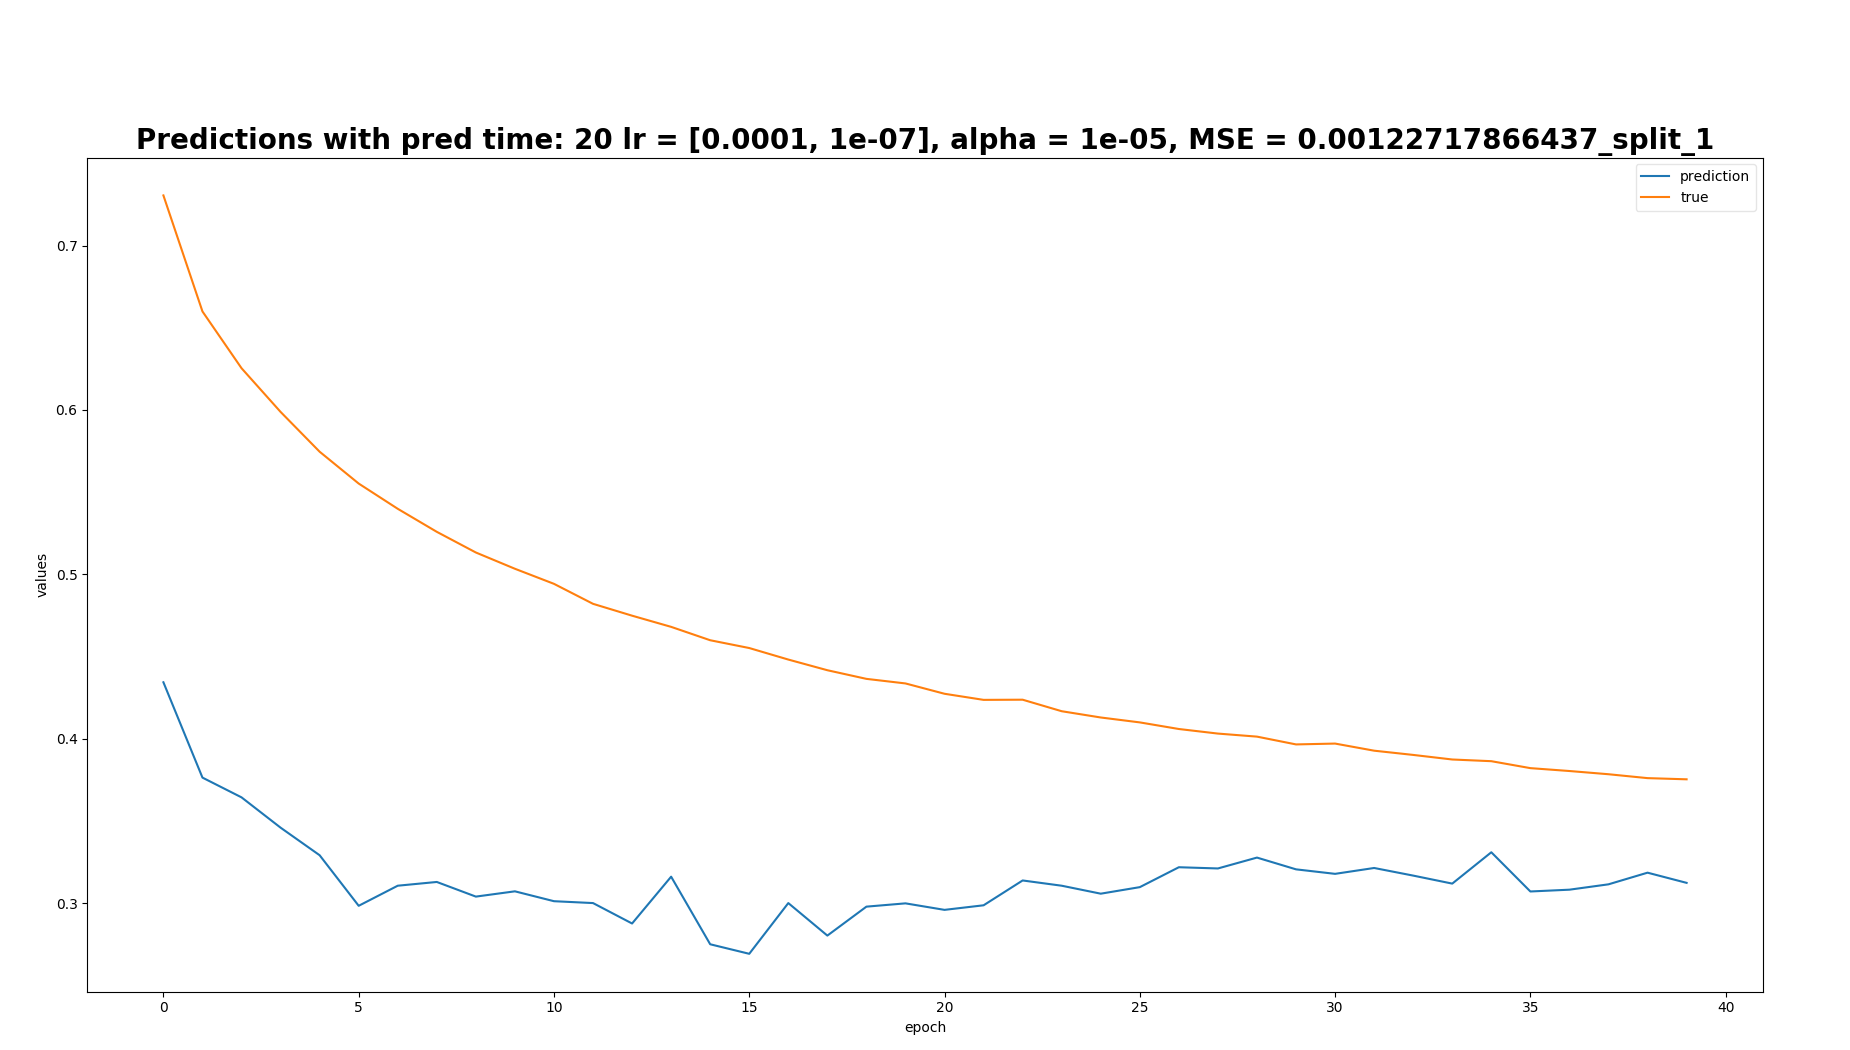 Predictions with pred time: 20 lr = [0.0001, 1e-07], alpha = 1e-05, MSE = 0.00122717866437_split_1
prediction
true
0.7
0.6
0.5
0.4
0.3
values
0 5 10 15 20 25 30 35 40
epoch